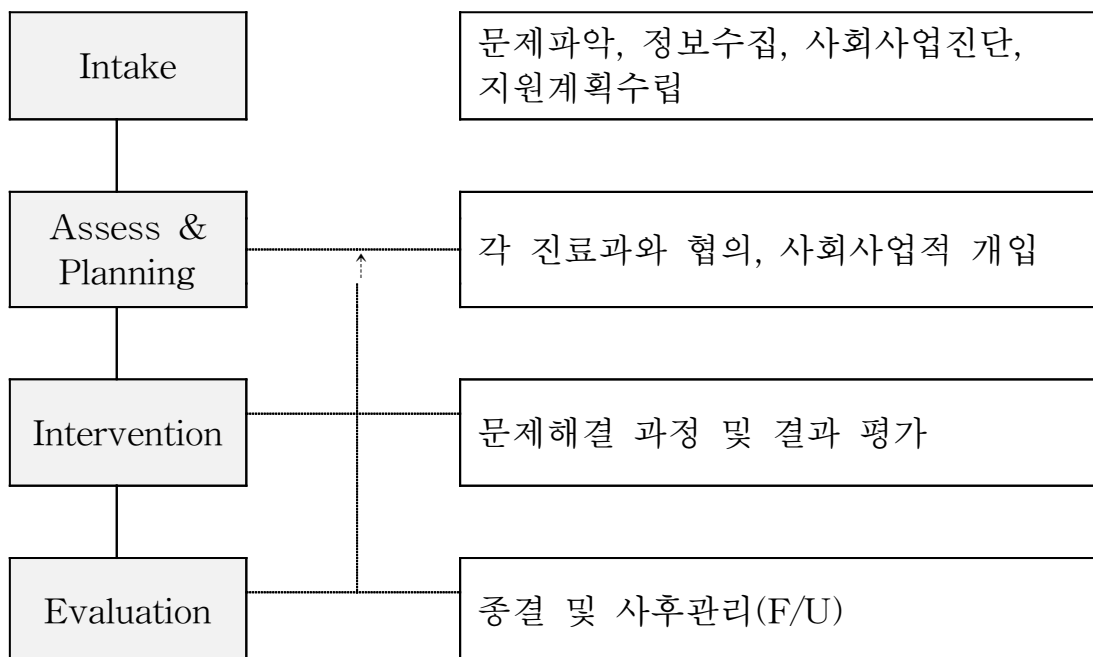 Intake
문제파악, 정보수집, 사회사업진단,
지원계획수립
Assess &
Planning
각 진료과와 협의, 사회사업적 개입
Intervention
문제해결 과정 및 결과 평가
Evaluation
종결 및 사후관리(F/U)